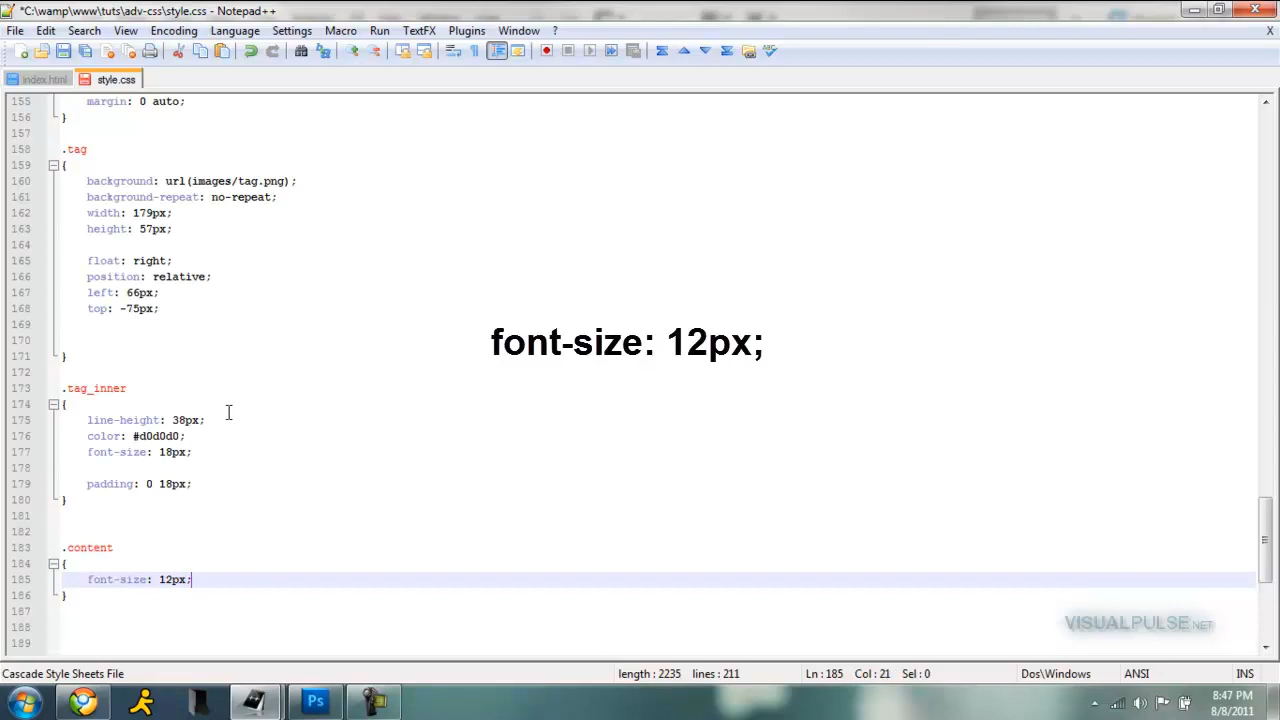 *C:\wamp\www\tuts\adv-css\style.css - Notepad++
File Edit Search View Encoding Language Settings Macro Run TextFX Plugins Window ? X
index.html style.css
155 margin: 0 auto;
156 }
157
158 .tag
159 {
160 background: url(images/tag.png);
161 background-repeat: no-repeat;
162 width: 179px;
163 height: 57px;
164
165 float: right;
166 position: relative;
167 left: 66px;
168 top: -75px;
169
170
171 }
172
173 .tag_inner
174 {
175 line-height: 38px;
176 color: #d0d0d0;
177 font-size: 18px;
178
179 padding: 0 18px;
180 }
181
182
183 .content
184 {
185 font-size: 12px;
186 }
187
188
189
font-size: 12px;
VISUALPULSE.NET
Cascade Style Sheets File length : 2235 lines : 211 Ln : 185 Col : 21 Sel : 0 Dos\Windows ANSI INS
Ps
8:47 PM
8/8/2011